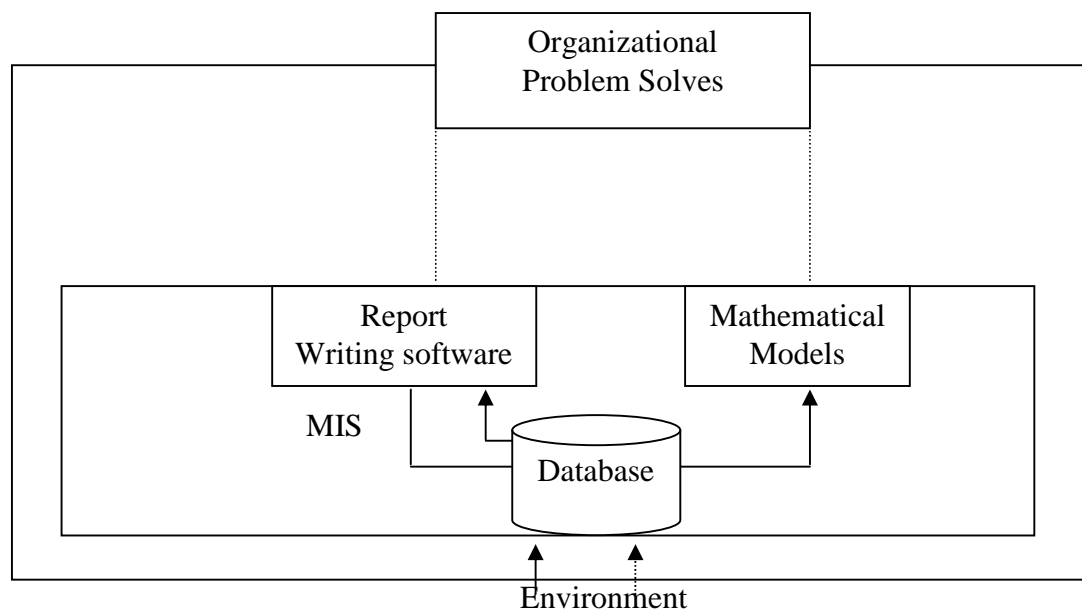 Organizational
Problem Solves
Report
Writing software
Mathematical
Models
MIS
Database
Environment